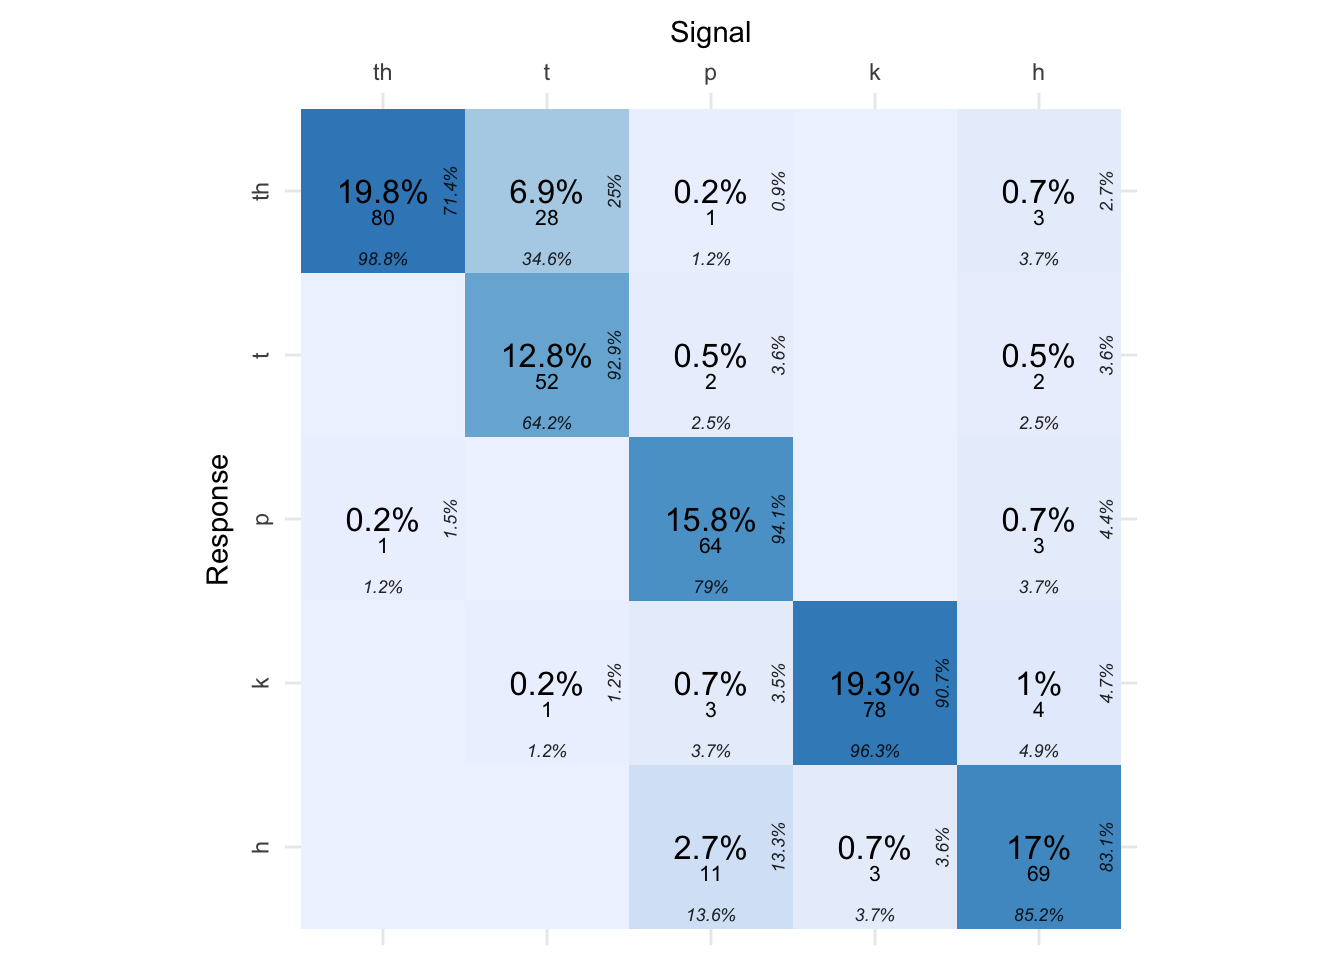 Signal
th t p k h
th
19.8% 71.4% 6.9% 25% 0.2% 0.9% 0.7% 2.7%
80 28 1 3
98.8% 34.6% 1.2% 3.7%
t
12.8% 92.9% 0.5% 3.6% 0.5% 3.6%
52 2 2
64.2% 2.5% 2.5%
Response
p
0.2% 1.5% 15.8% 94.1% 0.7% 4.4%
1 64 3
1.2% 79% 3.7%
k
0.2% 1.2% 0.7% 3.5% 19.3% 90.7% 1% 4.7%
1 3 78 4
1.2% 3.7% 96.3% 4.9%
h
2.7% 13.3% 0.7% 3.6% 17% 83.1%
11 3 69
13.6% 3.7% 85.2%